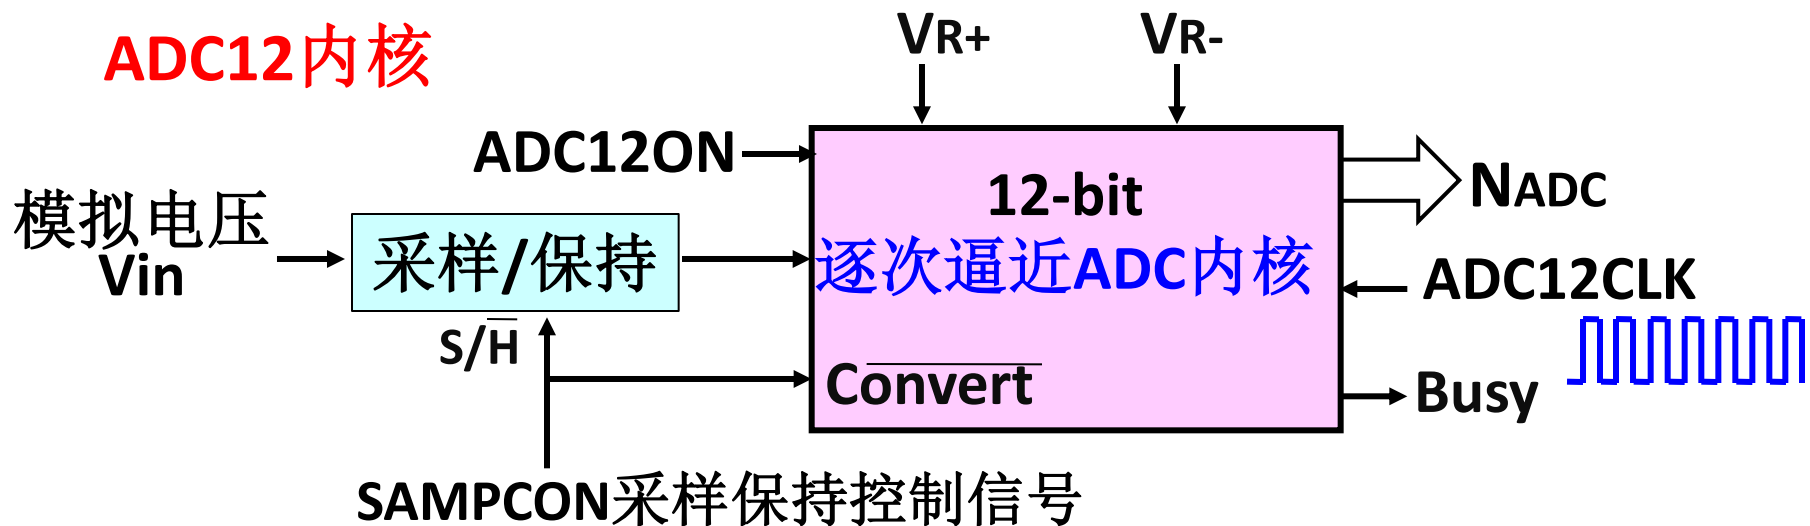 ADC12内核
VR+
VR-
ADC12ON
模拟电压
Vin
采样/保持
S/H
12-bit
逐次逼近ADC内核
Convert
NADC
ADC12CLK
Busy
SAMPCON采样保持控制信号